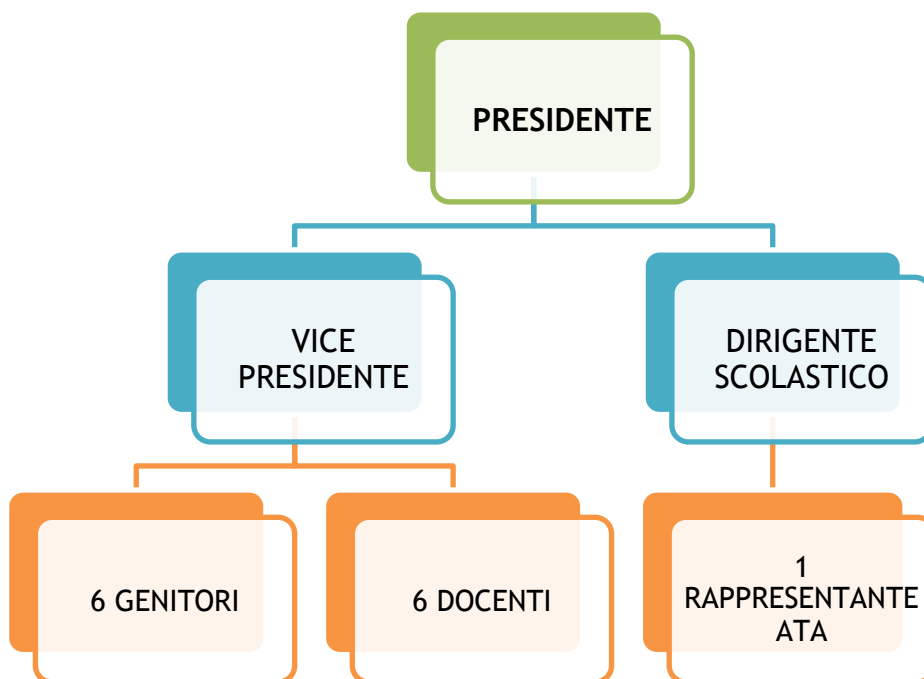 PRESIDENTE
VICE
PRESIDENTE
DIRIGENTE
SCOLASTICO
6 GENITORI
6 DOCENTI
1
RAPPRESENTANTE
ATA